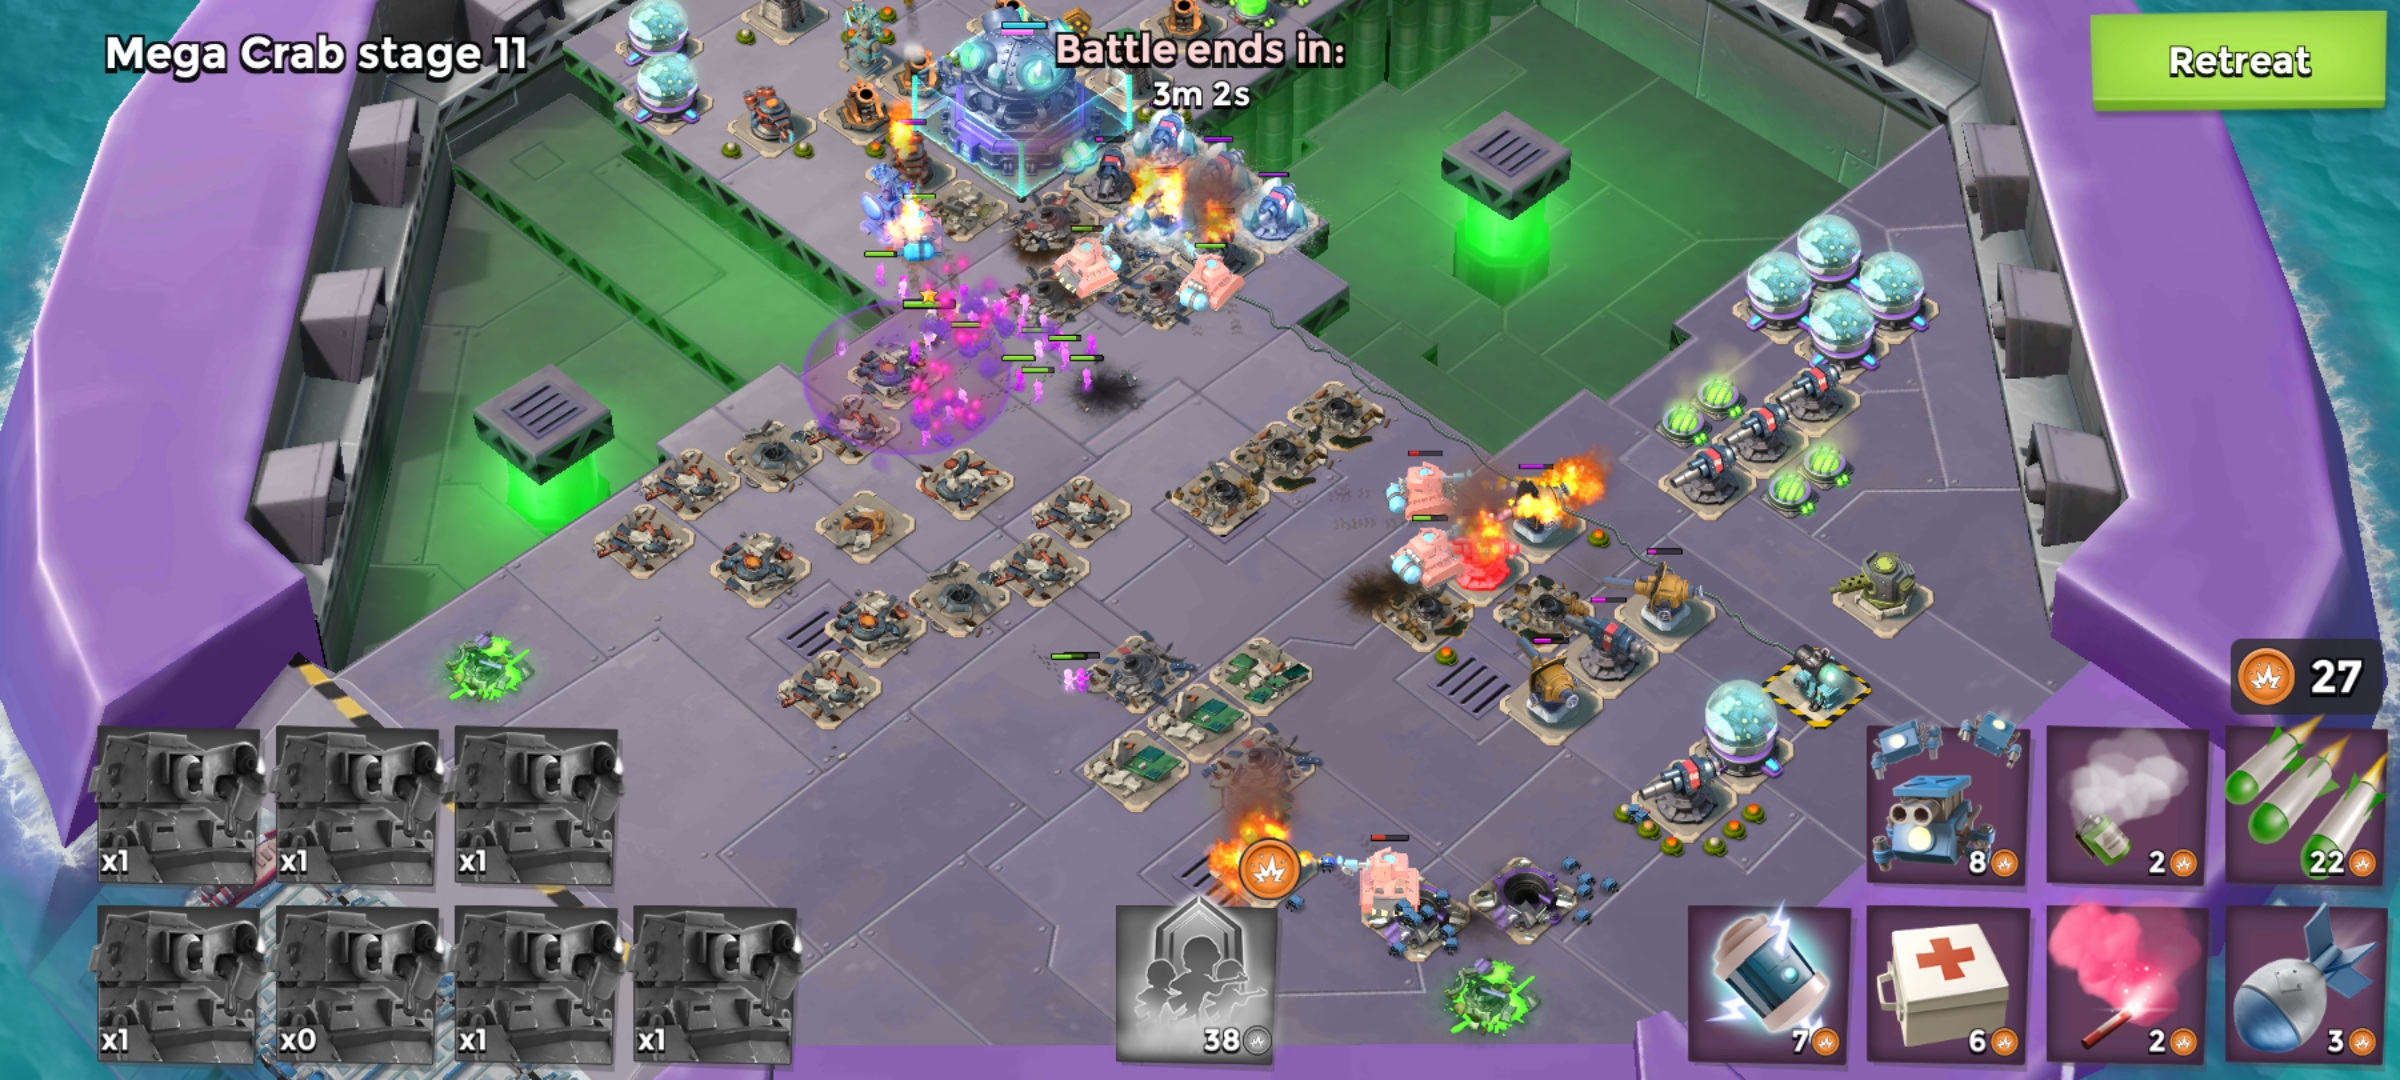 Mega Crab stage 11
Battle ends in:
3m 2s
Retreat
27
x1
x1
x1
8
2
22
x1
x0
x1
x1
38
7
6
2
3